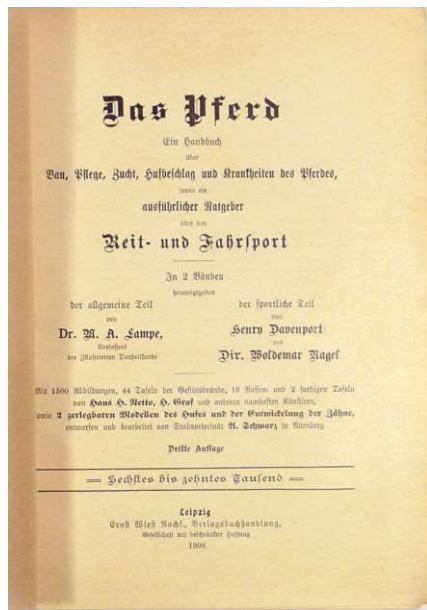 Das Pferd
Ein Handbuch
über
Bau, Pflege, Zucht, Hufbeschlag und Krankheiten des Pferdes,
sowie ein
ausführlicher Ratgeber
über den
Reit- und Fahrsport
In 2 Bänden
herausgegeben
der allgemeine Teil
von
Dr. M. A. Lampe,
Verfassers
der Illustrierten Tierheilkunde
der sportliche Teil
von
Henry Davenport
und
Dir. Woldemar Nagel
Mit 1500 Abbildungen, 44 Tafeln der Gestütsbrände, 16 Rassen- und 2 farbigen Tafeln
von Hans H. Netto, H. Graf und anderen namhaften Künstlern,
sowie 2 zerlegbaren Modellen des Hufes und der Entwickelung der Zähne,
entworfen und bearbeitet von Stabsveterinär A. Schwarz in Nürnberg
Dritte Auflage
Sechstes bis zehntes Tausend
Leipzig
Ernst Wiest Nachf., Verlagsbuchhandlung,
Gesellschaft mit beschränkter Haftung
1908